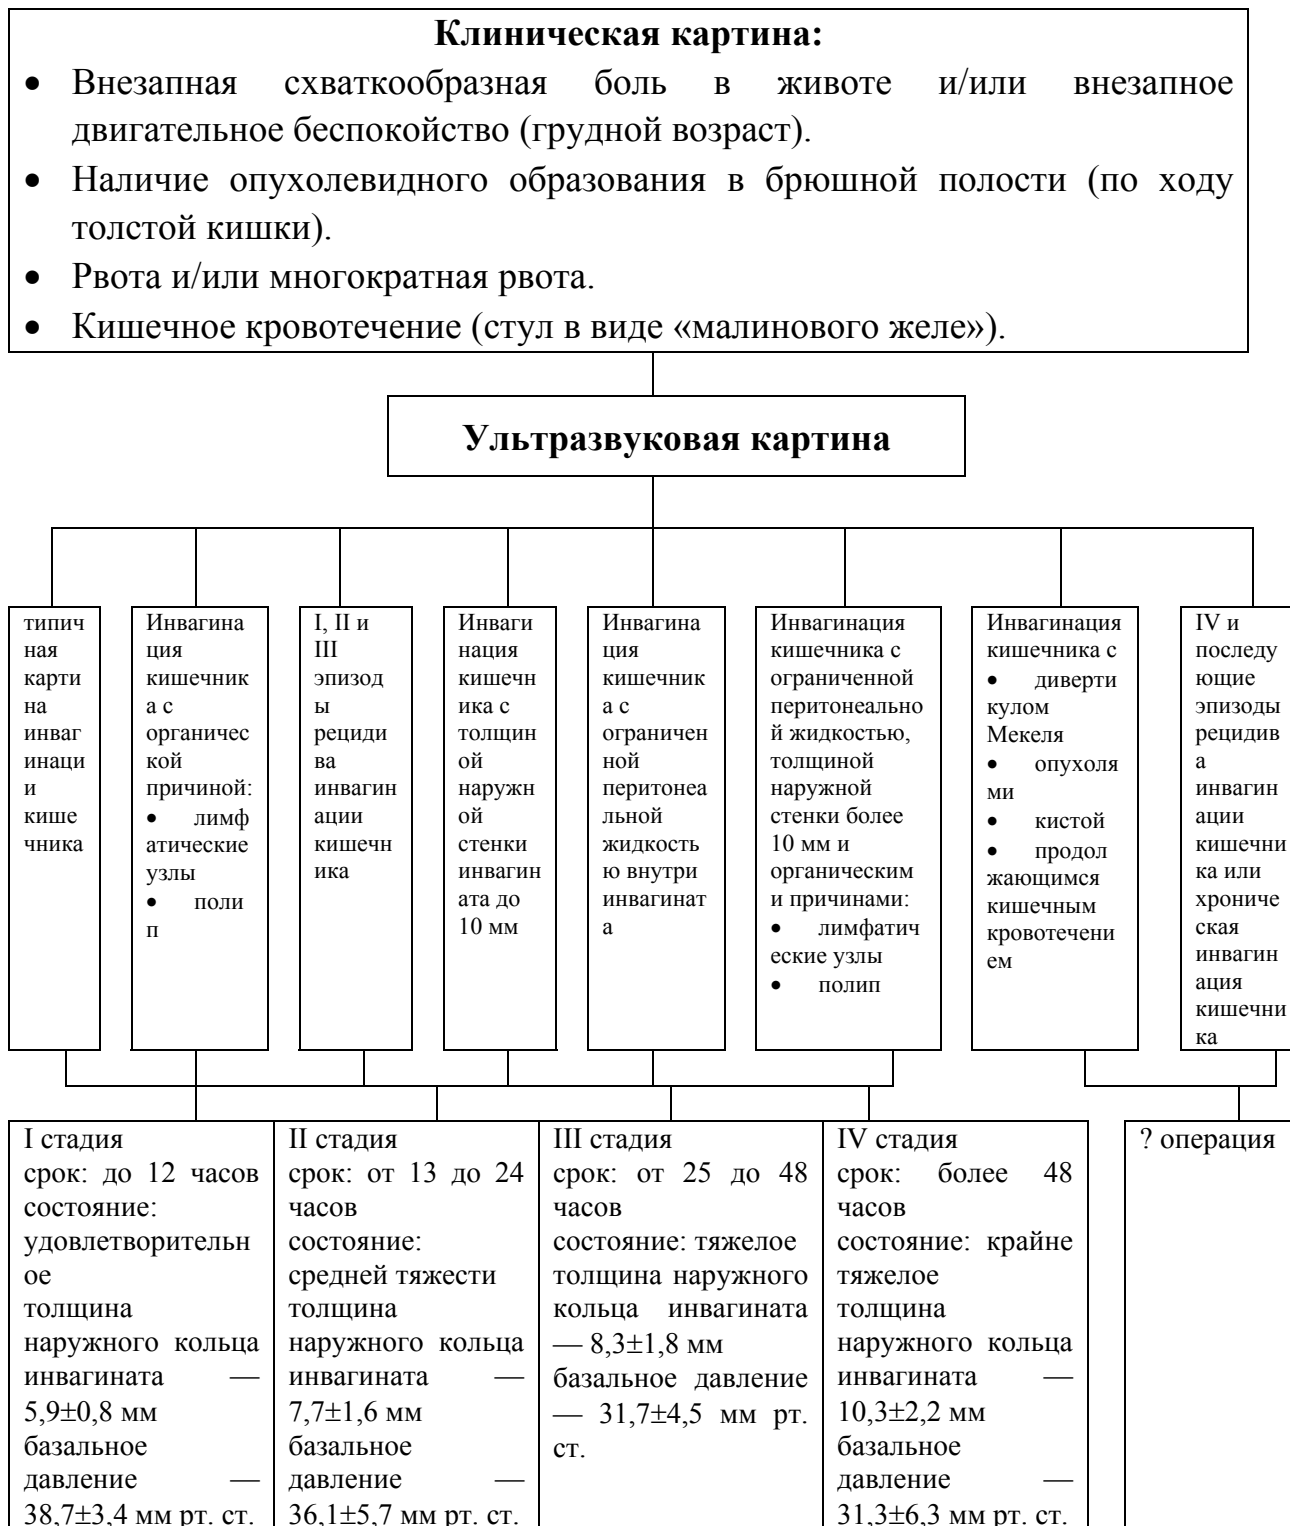 Клиническая картина:
• Внезапная схваткообразная боль в животе и/или внезапное
двигательное беспокойство (грудной возраст).
• Наличие опухолевидного образования в брюшной полости (по ходу
толстой кишки).
• Рвота и/или многократная рвота.
• Кишечное кровотечение (стул в виде «малинового желе»).
Ультразвуковая картина
типич
ная
карти
на
инваг
инаци
и
кише
чника
Инвагина
ция
кишечник
а с
органичес
кой
причиной:
• лимф
атические
узлы
• поли
п
I, II и
III
эпизод
ы
рециди
ва
инвагин
ации
кишечн
ика
Инваги
нация
кишечн
ика с
толщин
ой
наружн
ой
стенки
инвагин
ата до
10 мм
Инвагина
ция
кишечник
а с
ограничен
ной
перитонеа
льной
жидкость
ю внутри
инвагинат
а
Инвагинация
кишечника с
ограниченной
перитонеально
й жидкостью,
толщиной
наружной
стенки более
10 мм и
органическим
и причинами:
• лимфатич
еские узлы
• полип
Инвагинация
кишечника с
• диверти
кулом
Мекеля
• опухоля
ми
• кистой
• продол
жающимся
кишечным
кровотечени
ем
IV и
последу
ющие
эпизоды
рецидив
а
инвагин
ации
кишечни
ка или
хрониче
ская
инвагин
ация
кишечни
ка
I стадия
срок: до 12 часов
состояние:
удовлетворительн
ое
толщина
наружного кольца
инвагината —
5,9±0,8 мм
базальное
давление —
38,7±3,4 мм рт. ст.
II стадия
срок: от 13 до 24
часов
состояние:
средней тяжести
толщина
наружного кольца
инвагината —
7,7±1,6 мм
базальное
давление —
36,1±5,7 мм рт. ст.
III стадия
срок: от 25 до 48
часов
состояние: тяжелое
толщина наружного
кольца инвагината
— 8,3±1,8 мм
базальное давление
— 31,7±4,5 мм рт.
ст.
IV стадия
срок: более 48
часов
состояние: крайне
тяжелое
толщина
наружного кольца
инвагината —
10,3±2,2 мм
базальное
давление —
31,3±6,3 мм рт. ст.
? операция